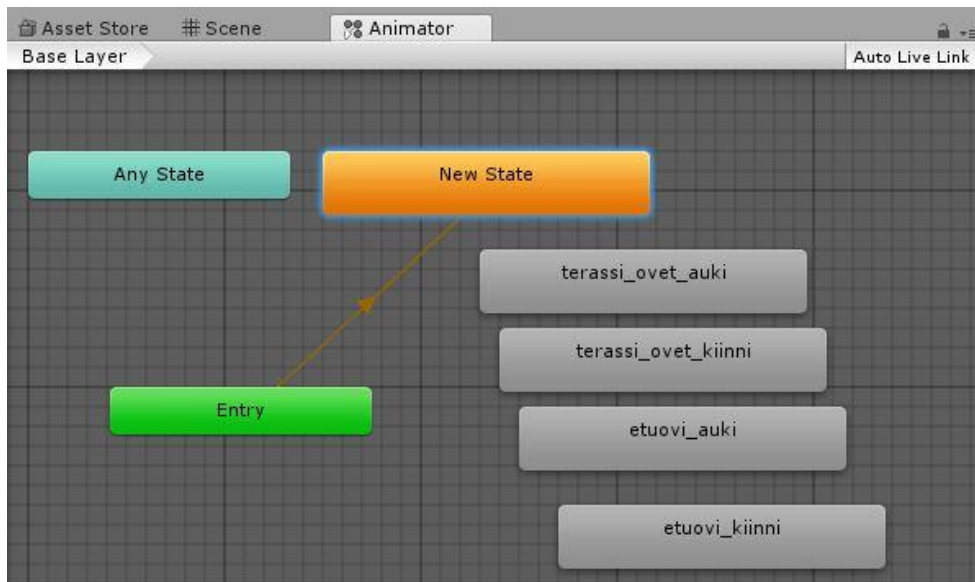 Asset Store
Scene
Animator
Base Layer
Auto Live Link
Any State
New State
terassi_ovet_auki
terassi_ovet_kiinni
Entry
etuovi_auki
etuovi_kiinni